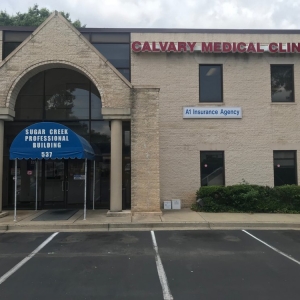 CALVARY MEDICAL CLIN
A1 Insurance Agency
SUGAR CREEK
PROFESSIONAL
BUILDING
537